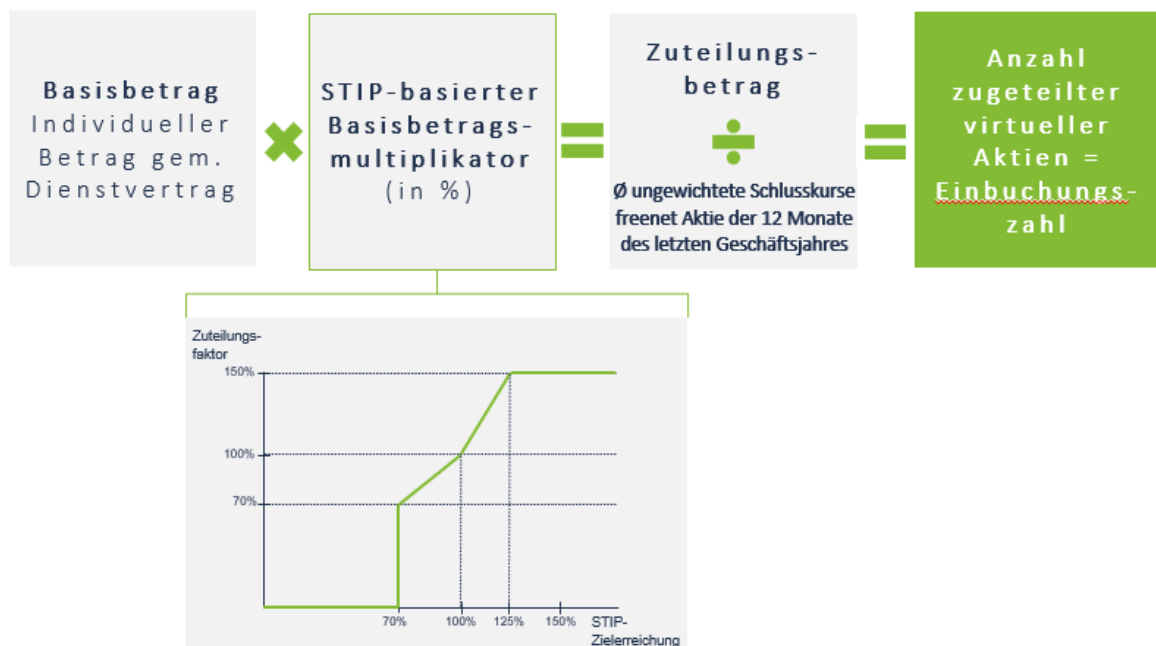 Basisbetrag
Individueller
Betrag gem.
Dienstvertrag
STIP-basierter
Basisbetrags-
multiplikator
(in %)
Zuteilungs-
betrag
Ø ungewichtete Schlusskurse
freenet Aktie der 12 Monate
des letzten Geschäftsjahres
Anzahl
zugeteilter
virtueller
Aktien =
Einbuchungs-
zahl
Zuteilungs-
faktor
150%
100%
70%
70%
100%
125%
150%
STIP-
Zielerreichung